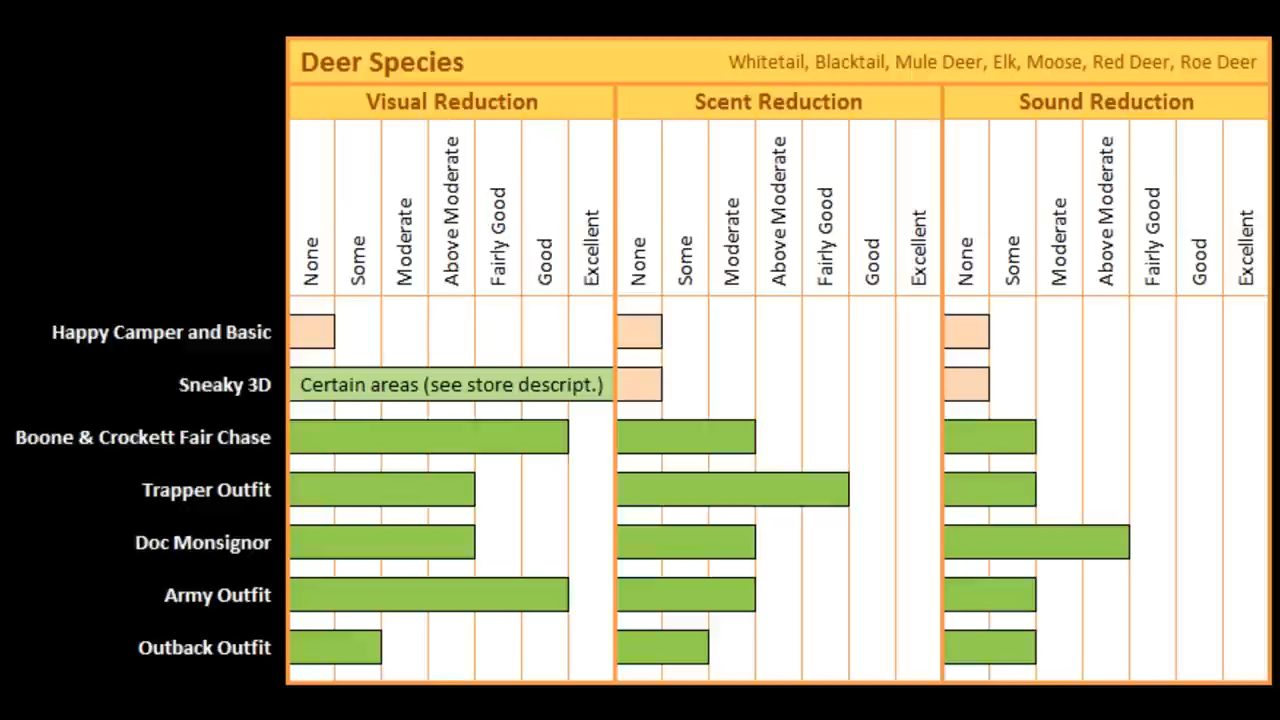 Deer Species
Whitetail, Blacktail, Mule Deer, Elk, Moose, Red Deer, Roe Deer
Visual Reduction
Scent Reduction
Sound Reduction
None
Some
Moderate
Above Moderate
Fairly Good
Good
Excellent
None
Some
Moderate
Above Moderate
Fairly Good
Good
Excellent
None
Some
Moderate
Above Moderate
Fairly Good
Good
Excellent
Happy Camper and Basic
Sneaky 3D
Certain areas (see store descript.)
Boone & Crockett Fair Chase
Trapper Outfit
Doc Monsignor
Army Outfit
Outback Outfit